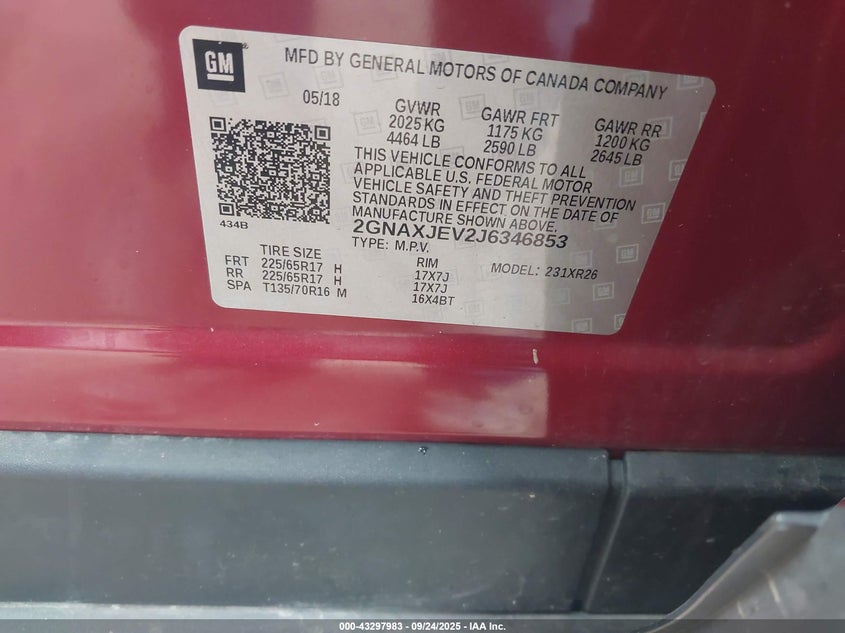 GM ®
MFD BY GENERAL MOTORS OF CANADA COMPANY
05/18 GVWR GAWR FRT GAWR RR
2025 KG 1175 KG 1200 KG
4464 LB 2590 LB 2645 LB
THIS VEHICLE CONFORMS TO ALL
APPLICABLE U.S. FEDERAL MOTOR
VEHICLE SAFETY AND THEFT PREVENTION
STANDARDS IN EFFECT ON THE DATE OF
MANUFACTURE SHOWN ABOVE.
434B
2GNAXJEV2J6346853
TYPE: M.P.V.
TIRE SIZE RIM MODEL: 231XR26
FRT 225/65R17 H 17X7J
RR 225/65R17 H 17X7J
SPA T135/70R16 M 16X4BT
000-43297983 - 09/24/2025 - IAA Inc.